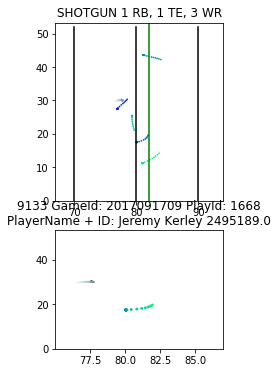 SHOTGUN 1 RB, 1 TE, 3 WR
50
40
30
20
10
0
70 80 90
9133 GameId: 2017091709 PlayId: 1668
PlayerName + ID: Jeremy Kerley 2495189.0
40
20
0
77.5 80.0 82.5 85.0